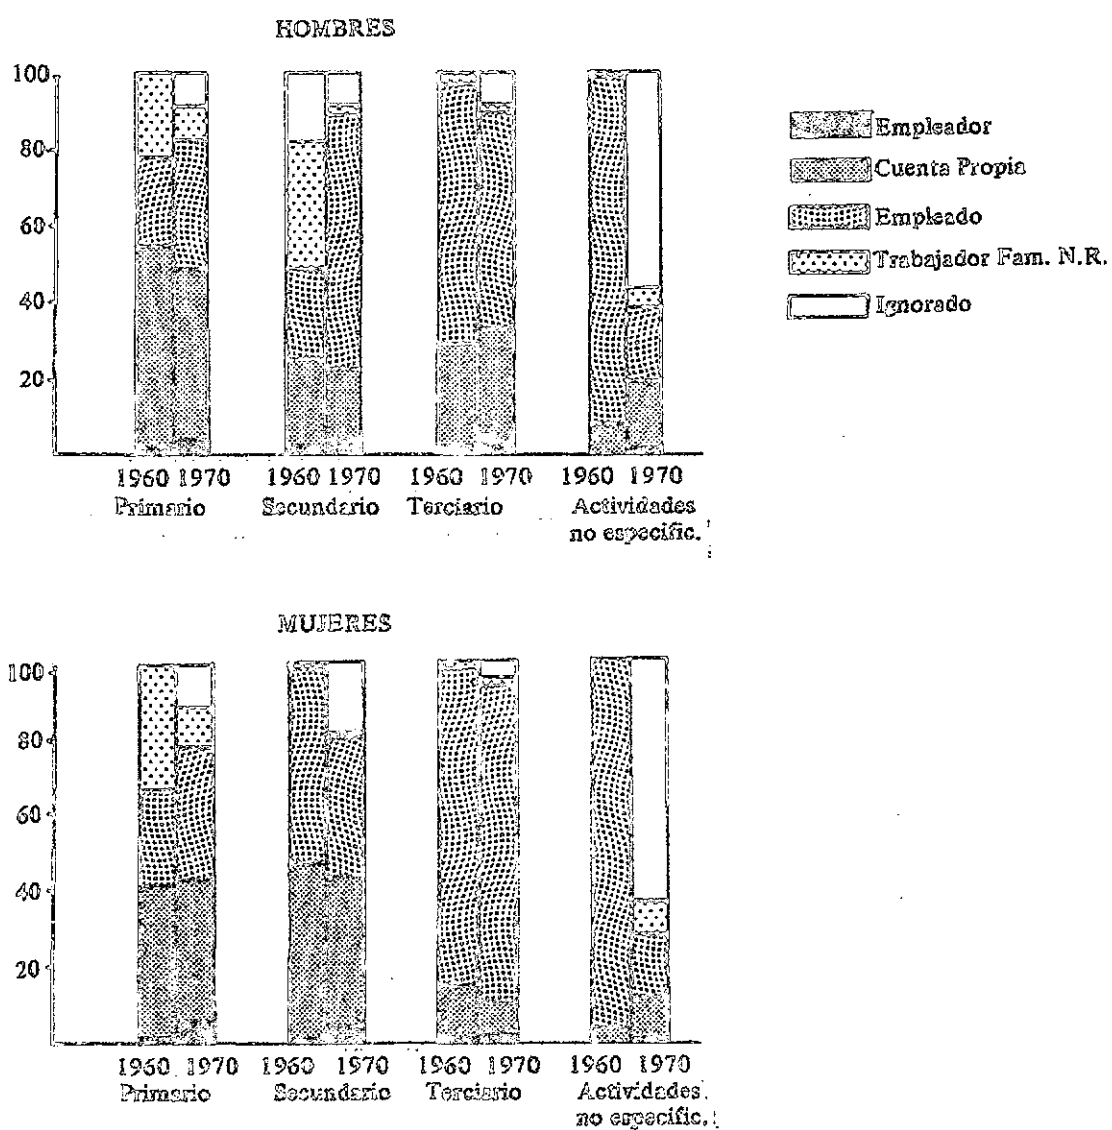 HOMBRES
100
80
60
40
20
1960 1970 1960 1970 1960 1970 1960 1970
Primario Secundario Terciario Actividades
no especific.
Empleador
Cuenta Propia
Empleado
Trabajador Fam. N.R.
Ignorado
MUJERES
100
80
60
40
20
1960 1970 1960 1970 1960 1970 1960 1970
Primario Secundario Terciario Actividades
no especific.